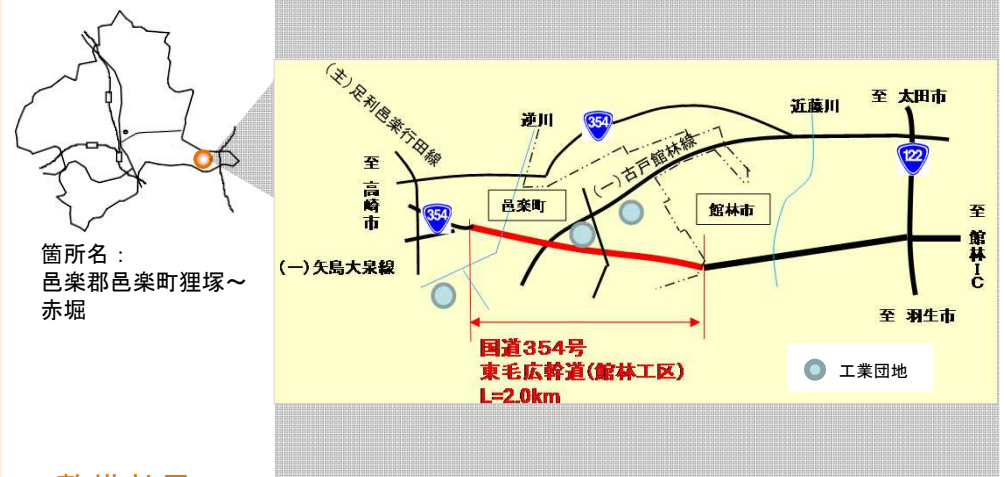 箇所名：
邑楽郡邑楽町狸塚～
赤堀
(主)足利邑楽行田線
逆川
354
近藤川
至 太田市
122
(一)古戸館林線
至 高崎市
354
邑楽町
館林市
至 館林IC
(一)矢島大泉線
至 羽生市
国道354号
東毛広幹道(館林工区)
L=2.0km
工業団地